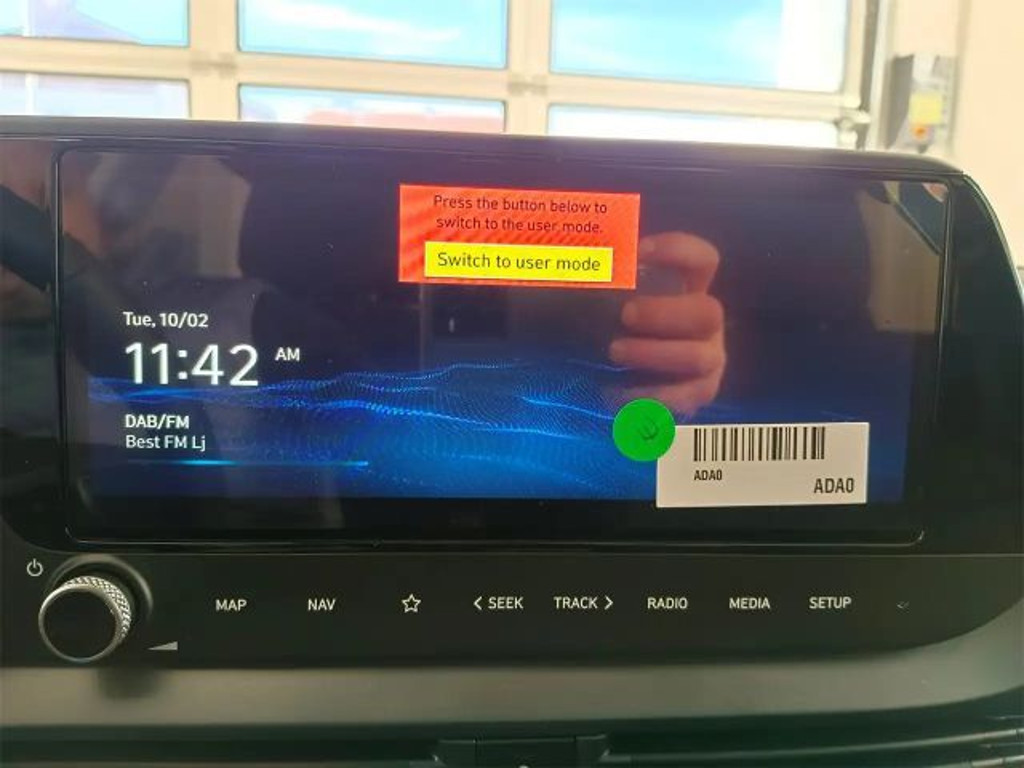 Press the button below to
switch to the user mode.
Switch to user mode
Tue, 10/02
11:42 AM
DAB/FM
Best FM Lj
ADA0
ADA0
MAP
NAV
SEEK
TRACK
RADIO
MEDIA
SETUP